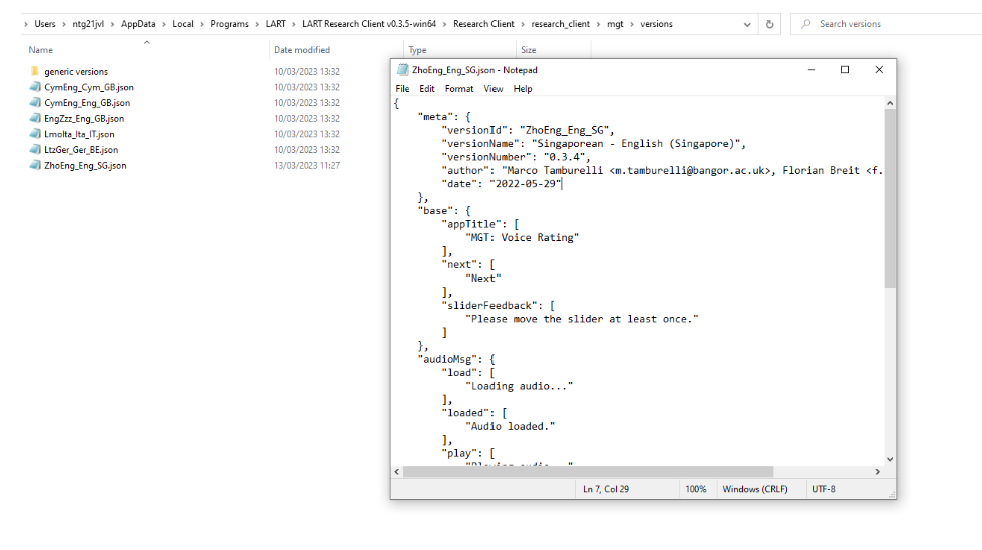 Users > ntg21jvl > AppData > Local > Programs > LART > LART Research Client v0.3.5-win64 > Research Client > research_client > mgt > versions
Search versions
Name Date modified Type Size
generic versions 10/03/2023 13:32
CymEng_Cym_GB.json 10/03/2023 13:32
CymEng_Eng_GB.json 10/03/2023 13:32
EngZzz_Eng_GB.json 10/03/2023 13:32
LmoIta_Ita_IT.json 10/03/2023 13:32
LtzGer_Ger_BE.json 10/03/2023 13:32
ZhoEng_Eng_SG.json 13/03/2023 11:27
ZhoEng_Eng_SG.json - Notepad
File Edit Format View Help
{
"meta": {
"versionId": "ZhoEng_Eng_SG",
"versionName": "Singaporean - English (Singapore)",
"versionNumber": "0.3.4",
"author": "Marco Tamburelli <m.tamburelli@bangor.ac.uk>, Florian Breit <f.
"date": "2022-05-29"
},
"base": {
"appTitle": [
"MGT: Voice Rating"
],
"next": [
"Next"
],
"sliderFeedback": [
"Please move the slider at least once."
]
},
"audioMsg": {
"load": [
"Loading audio..."
],
"loaded": [
"Audio loaded."
],
"play": [
"Playing audio..."
Ln 7, Col 29 100% Windows (CRLF) UTF-8